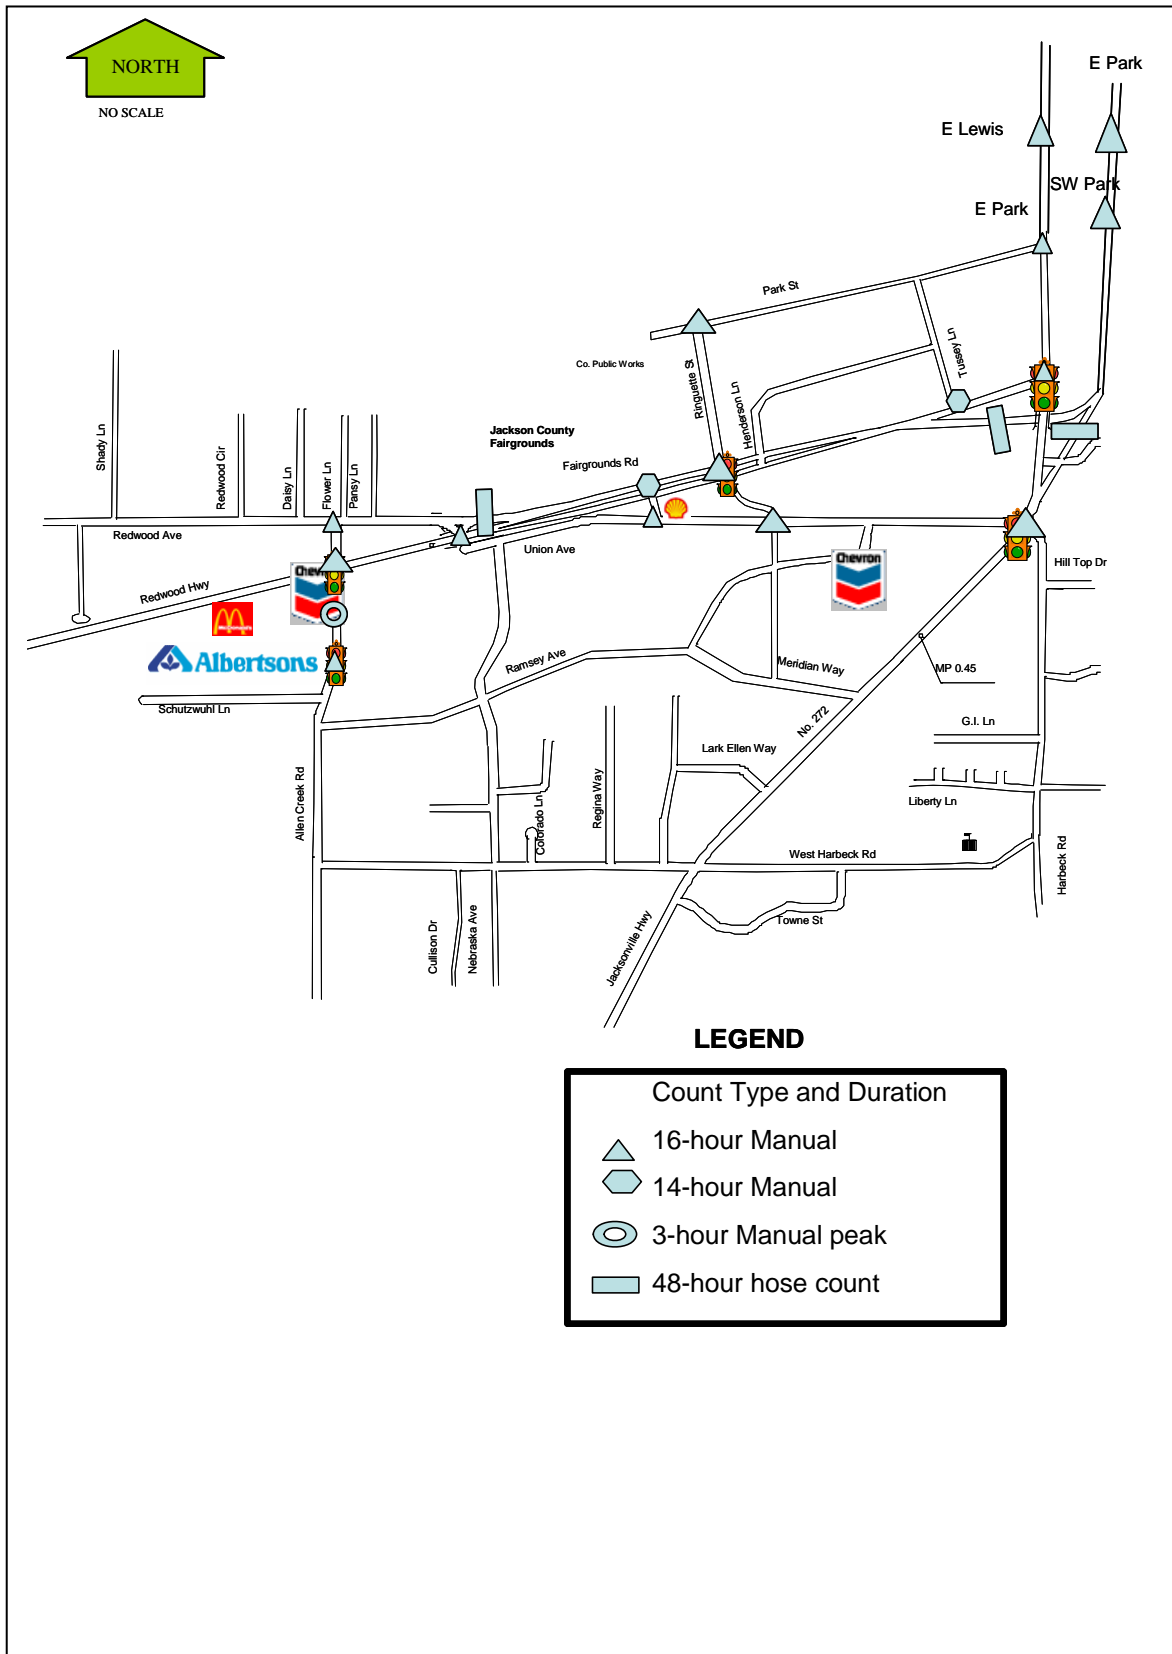 NORTH
NO SCALE
E Park
E Lewis
SW Park
E Park
Park St
Co. Public Works
Ringuette St
Henderson Ln
Tussey Ln
Jackson County
Fairgrounds
Fairgrounds Rd
Shady Ln
Redwood Cir
Daisy Ln
Flower Ln
Pansy Ln
Redwood Ave
Union Ave
Redwood Hwy
Chevron
Chevron
Hill Top Dr
Albertsons
Ramsey Ave
Meridian Way
MP 0.45
Schutzwuhl Ln
No. 272
G.I. Ln
Lark Ellen Way
Allen Creek Rd
Colorado Ln
Regina Way
Liberty Ln
West Harbeck Rd
Harbeck Rd
Cullison Dr
Nebraska Ave
Towne St
Jacksonville Hwy
LEGEND
Count Type and Duration
16-hour Manual
14-hour Manual
3-hour Manual peak
48-hour hose count